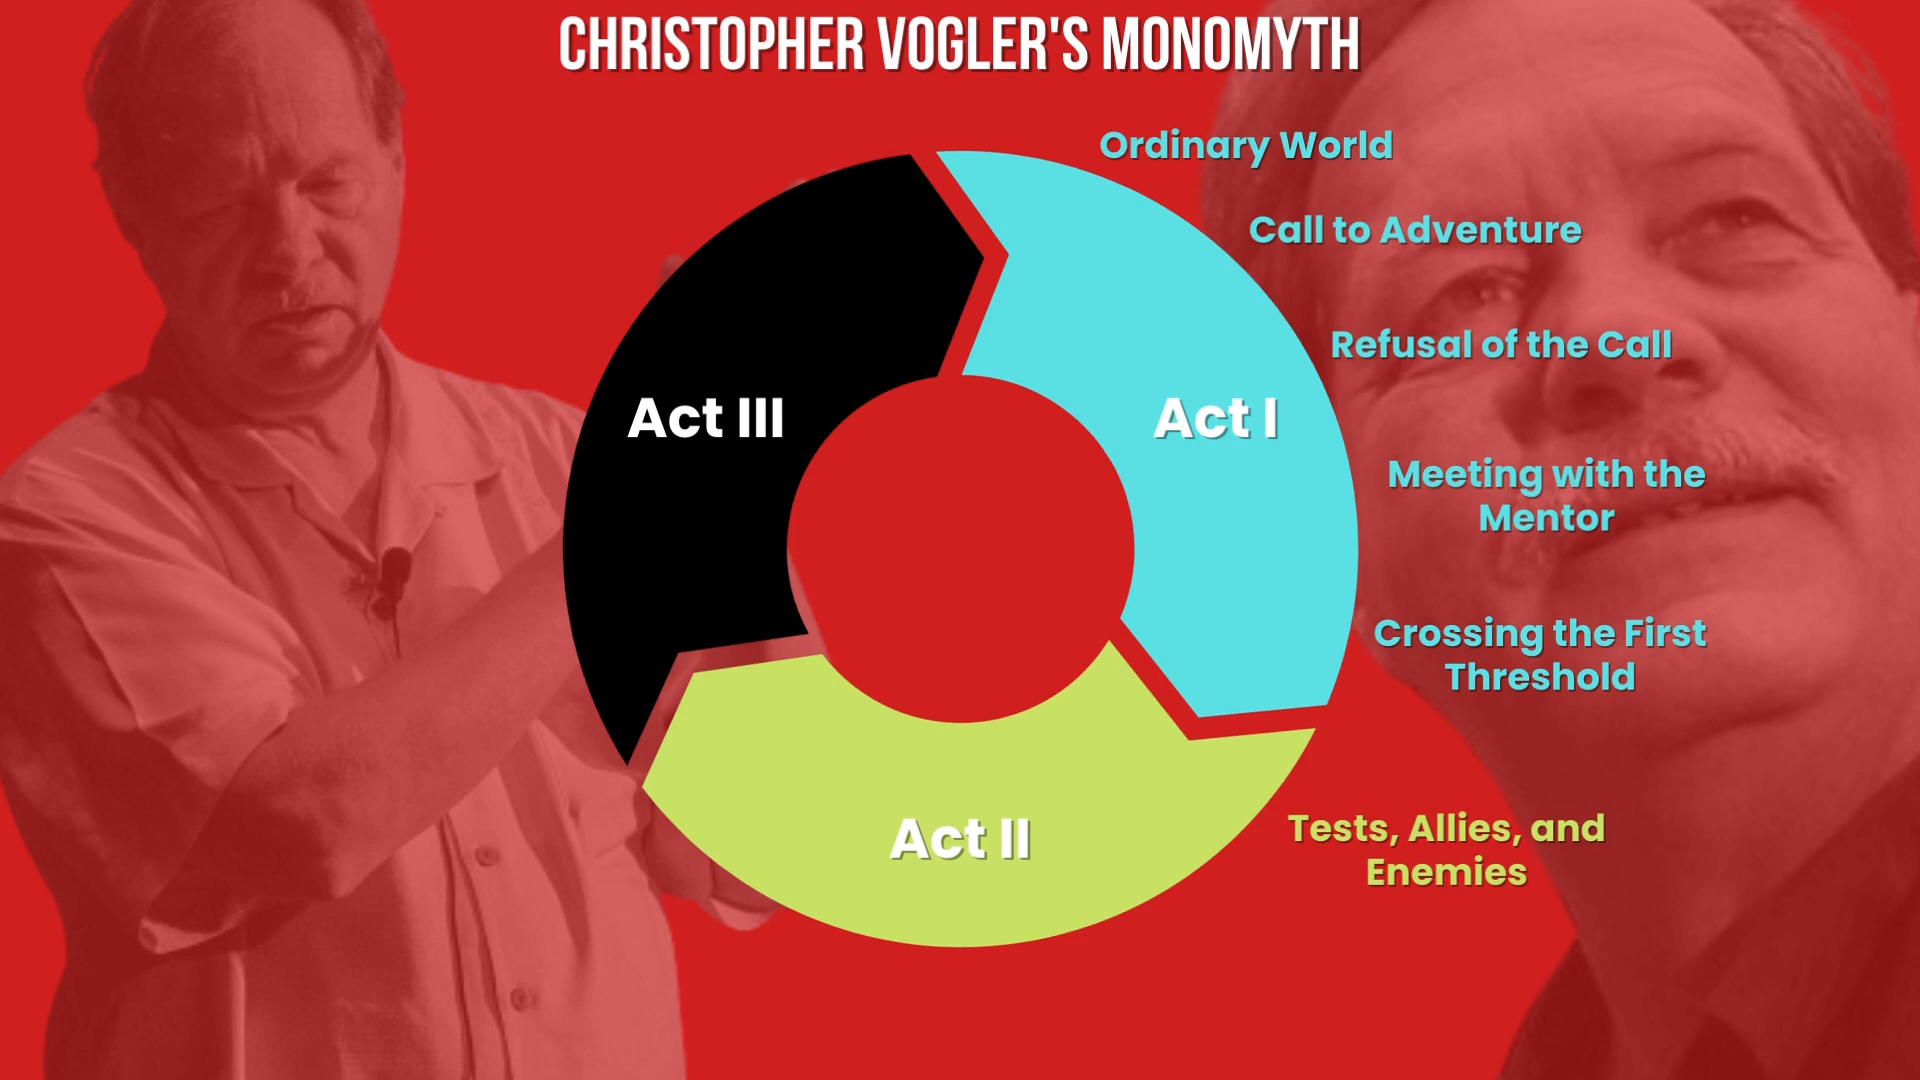 CHRISTOPHER VOGLER'S MONOMYTH
Ordinary World
Call to Adventure
Refusal of the Call
Act III
Act I
Meeting with the
Mentor
Crossing the First
Threshold
Act II
Tests, Allies, and
Enemies